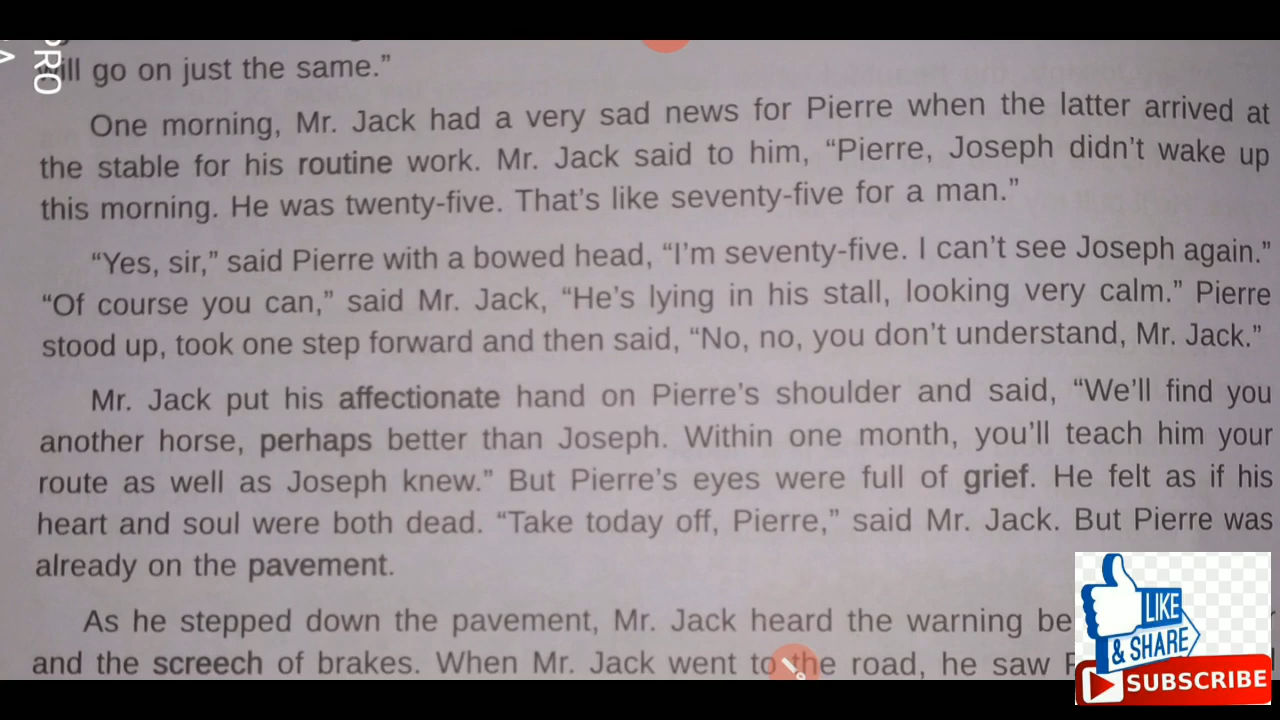 will go on just the same.”
One morning, Mr. Jack had a very sad news for Pierre when the latter arrived at
the stable for his routine work. Mr. Jack said to him, “Pierre, Joseph didn’t wake up
this morning. He was twenty-five. That’s like seventy-five for a man.”
“Yes, sir,” said Pierre with a bowed head, “I’m seventy-five. I can’t see Joseph again.”
“Of course you can,” said Mr. Jack, “He’s lying in his stall, looking very calm.” Pierre
stood up, took one step forward and then said, “No, no, you don’t understand, Mr. Jack.”
Mr. Jack put his affectionate hand on Pierre’s shoulder and said, “We’ll find you
another horse, perhaps better than Joseph. Within one month, you’ll teach him your
route as well as Joseph knew.” But Pierre’s eyes were full of grief. He felt as if his
heart and soul were both dead. “Take today off, Pierre,” said Mr. Jack. But Pierre was
already on the pavement.
As he stepped down the pavement, Mr. Jack heard the warning
and the screech of brakes. When Mr. Jack went to the road, he saw
PRO
LIKE
& SHARE
SUBSCRIBE